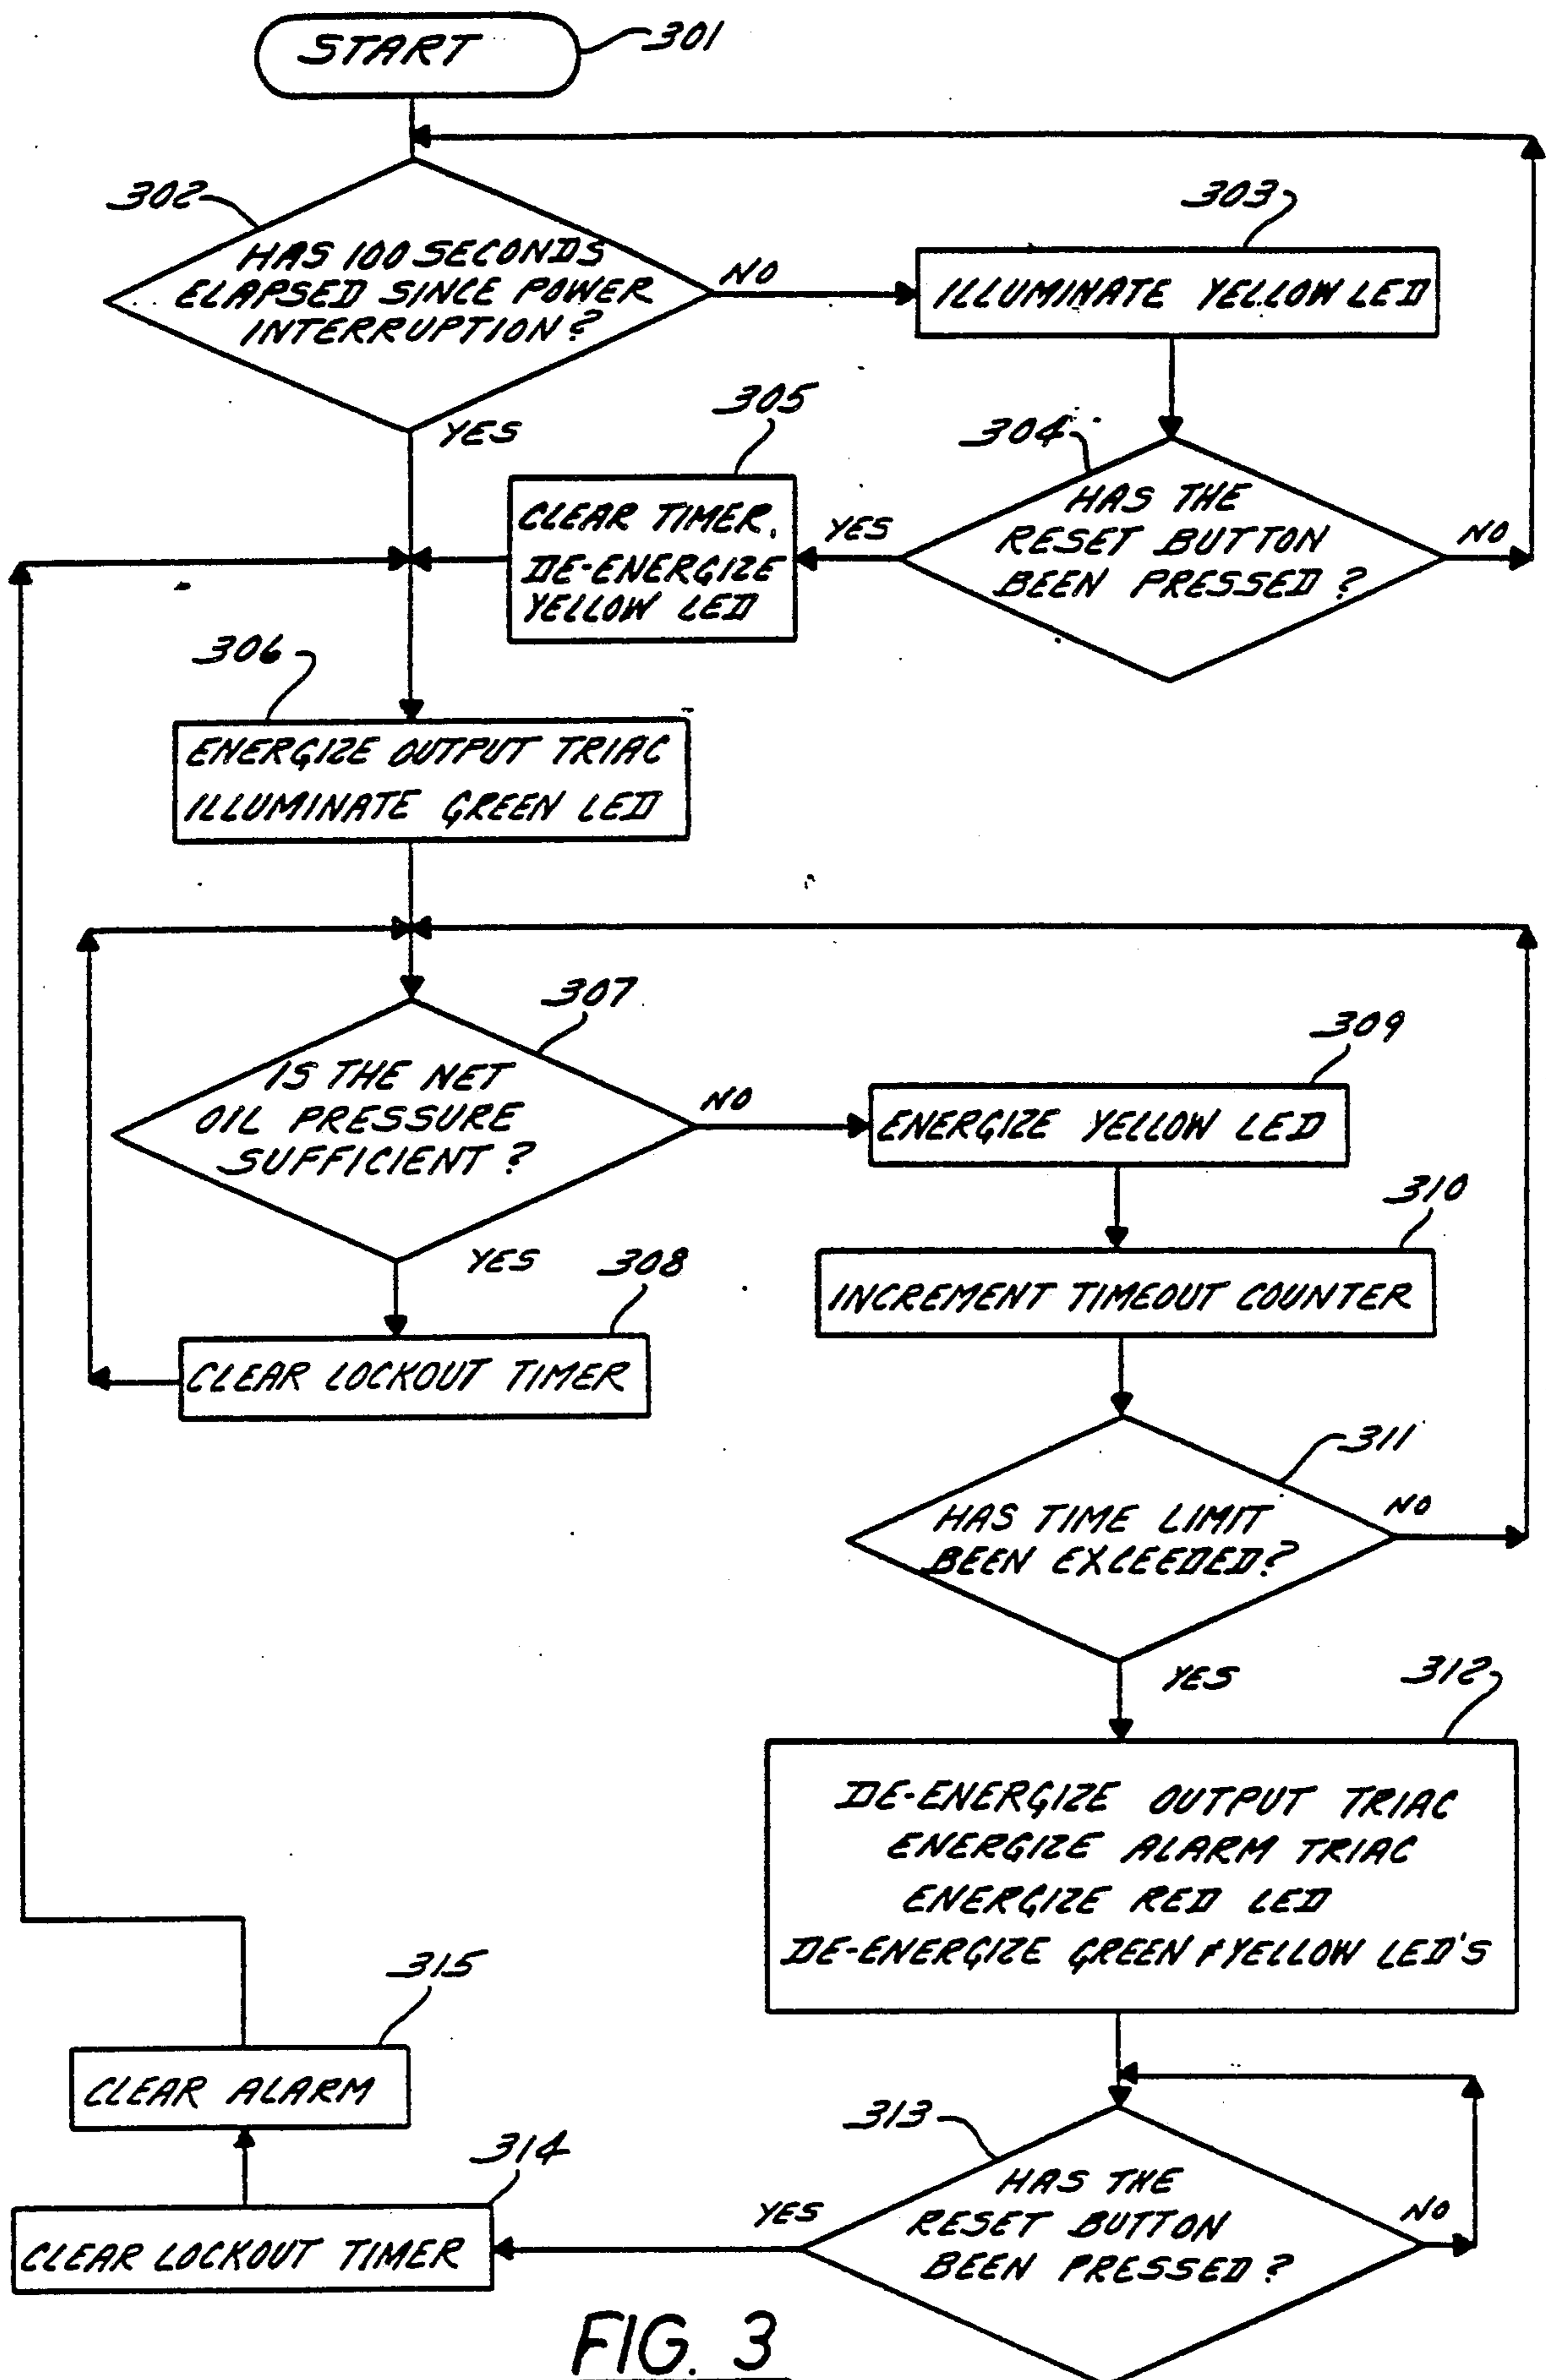 START
301
302
HAS 100 SECONDS
ELAPSED SINCE POWER
INTERRUPTION?
NO
YES
303
ILLUMINATE YELLOW LED
304
HAS THE
RESET BUTTON
BEEN PRESSED?
YES
NO
305
CLEAR TIMER.
DE-ENERGIZE
YELLOW LED
306
ENERGIZE OUTPUT TRIAC
ILLUMINATE GREEN LED
307
IS THE NET
OIL PRESSURE
SUFFICIENT?
NO
YES
308
CLEAR LOCKOUT TIMER
309
ENERGIZE YELLOW LED
310
INCREMENT TIMEOUT COUNTER
311
HAS TIME LIMIT
BEEN EXCEEDED?
NO
YES
312
DE-ENERGIZE OUTPUT TRIAC
ENERGIZE ALARM TRIAC
ENERGIZE RED LED
DE-ENERGIZE GREEN & YELLOW LED'S
313
HAS THE
RESET BUTTON
BEEN PRESSED?
NO
YES
314
CLEAR LOCKOUT TIMER
315
CLEAR ALARM
FIG. 3